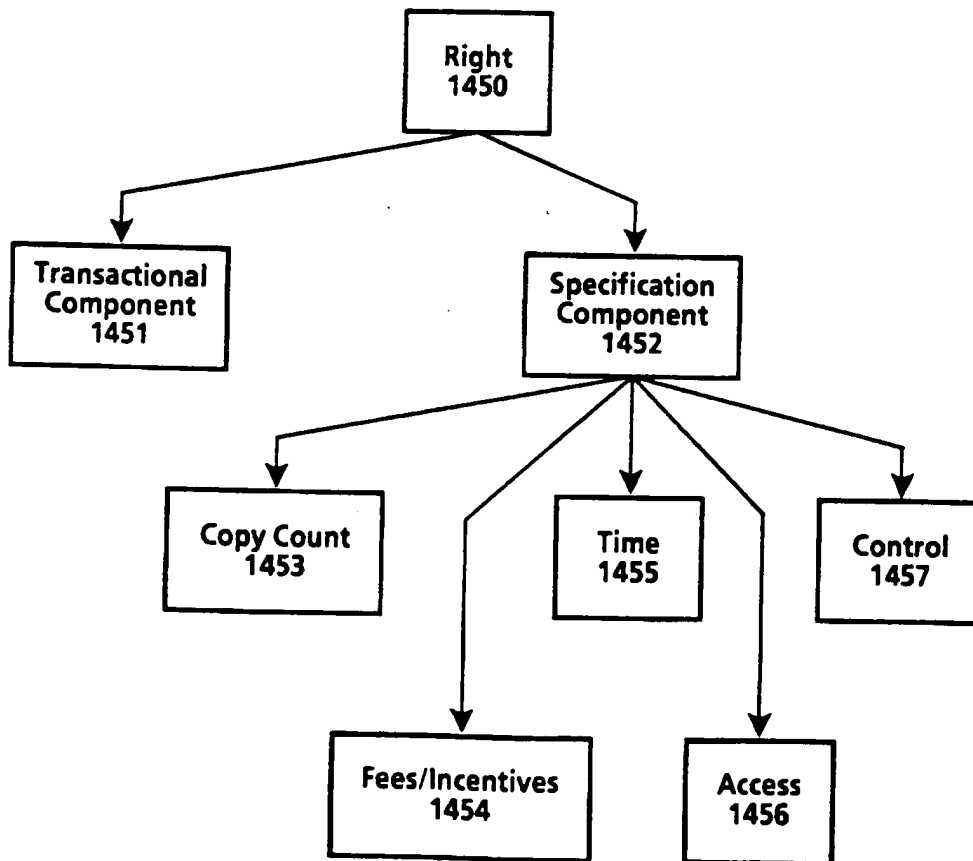 Right
1450
Transactional
Component
1451
Specification
Component
1452
Copy Count
1453
Time
1455
Control
1457
Fees/Incentives
1454
Access
1456